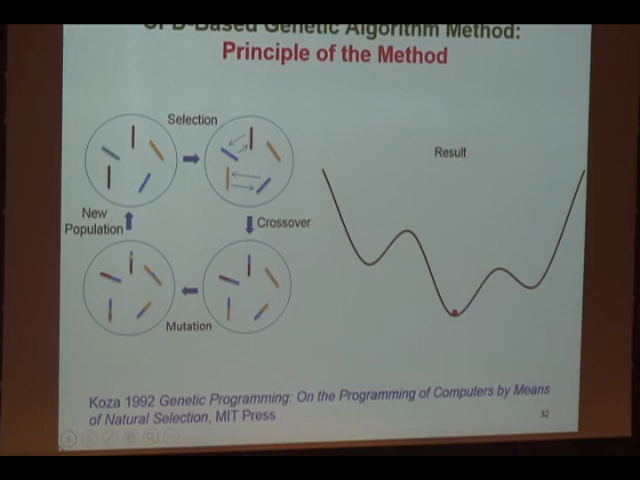 Genetic Algorithm Method:
Principle of the Method
Selection
Result
New
Population
Crossover
Mutation
Koza 1992 Genetic Programming: On the Programming of Computers by Means
of Natural Selection, MIT Press
32